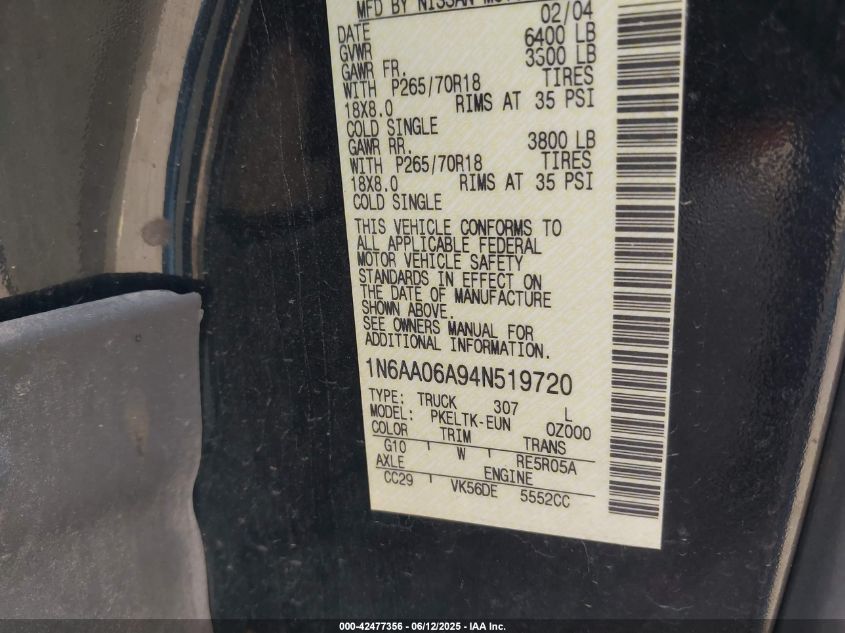 MFD BY NISSAN
DATE 02/04
GVWR 6400 LB
GAWR FR. 3300 LB
WITH P265/70R18 TIRES
18X8.0 RIMS AT 35 PSI
COLD SINGLE
GAWR RR. 3800 LB
WITH P265/70R18 TIRES
18X8.0 RIMS AT 35 PSI
COLD SINGLE
THIS VEHICLE CONFORMS TO
ALL APPLICABLE FEDERAL
MOTOR VEHICLE SAFETY
STANDARDS IN EFFECT ON
THE DATE OF MANUFACTURE
SHOWN ABOVE.
SEE OWNERS MANUAL FOR
ADDITIONAL INFORMATION.
1N6AA06A94N519720
TYPE: TRUCK 307 L
MODEL: PKELTK-EUN 0Z000
COLOR TRIM TRANS
G10 W RE5R05A
AXLE ENGINE
CC29 VK56DE 5552CC
000-42477356 - 06/12/2025 - IAA Inc.